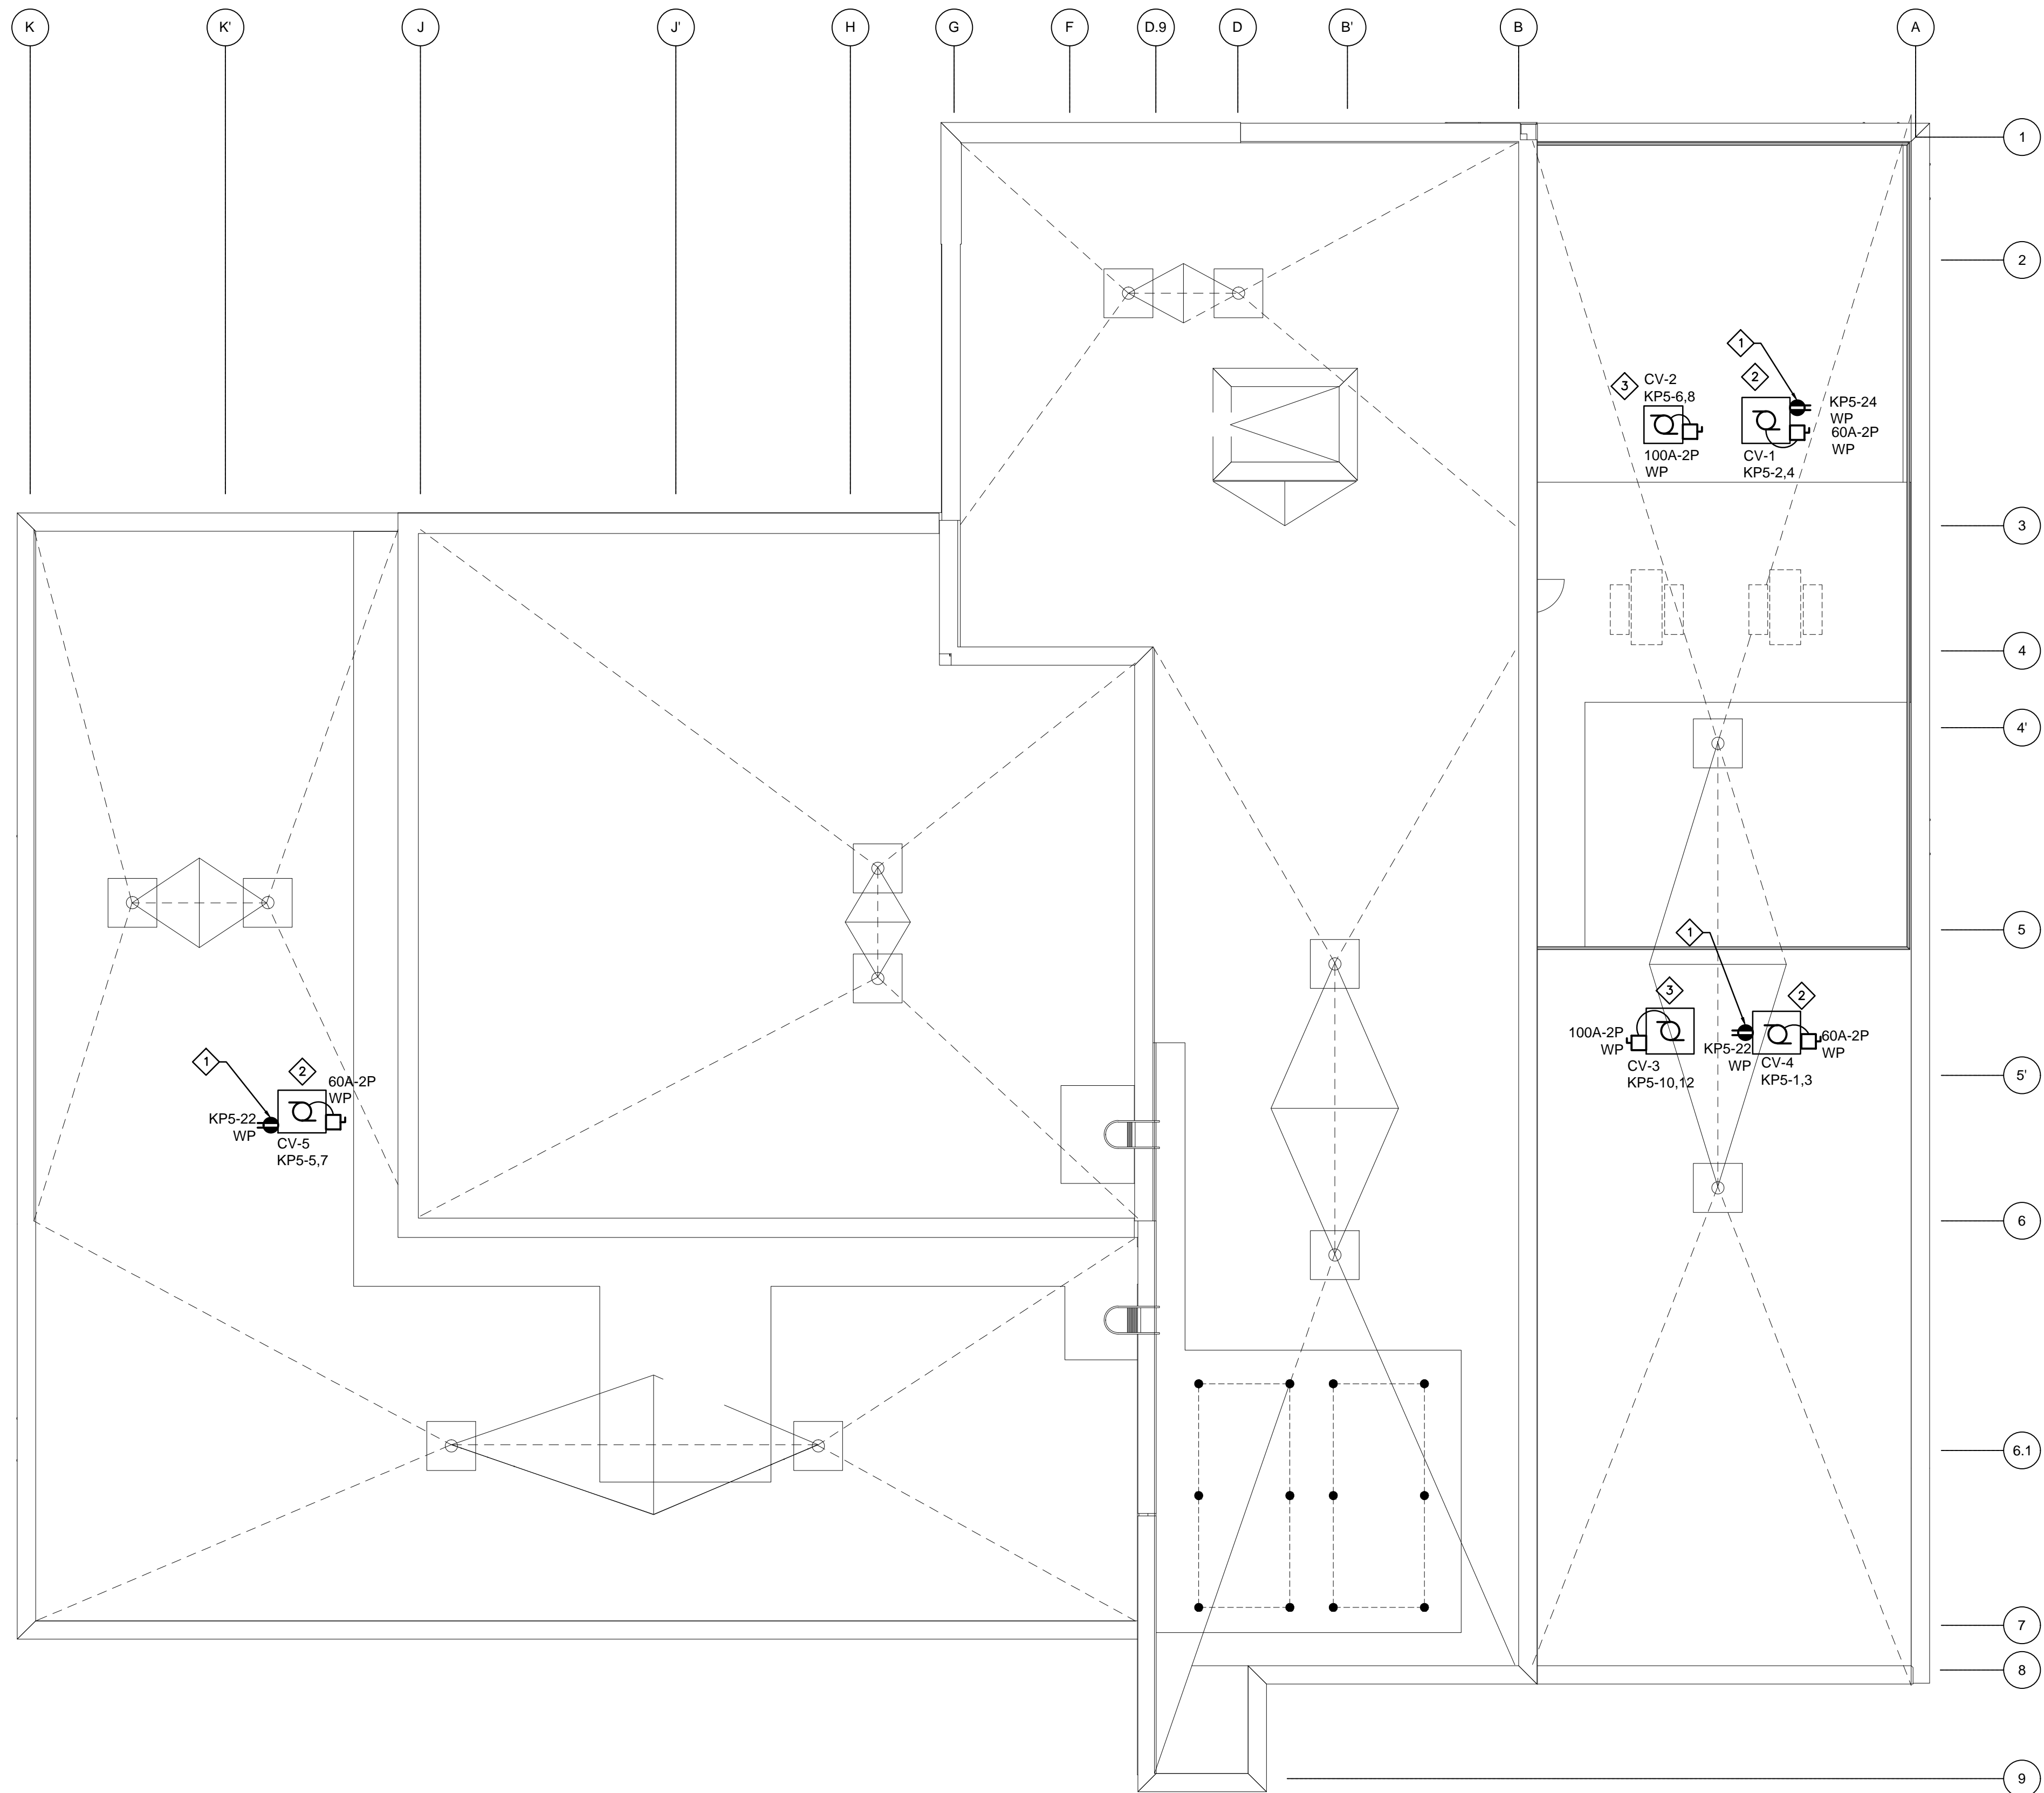 K
K'
J
J'
H
G
F
D.9
D
B'
B
A
1
2
1
3
CV-2
KP5-6,8
2
KP5-24
WP
60A-2P
WP
100A-2P
WP
CV-1
KP5-2,4
3
4
4'
5
1
3
2
100A-2P
WP
KP5-22
WP
60A-2P
WP
CV-3
KP5-10,12
CV-4
KP5-1,3
5'
1
2
60A-2P
WP
KP5-22
WP
CV-5
KP5-5,7
6
6.1
7
8
9